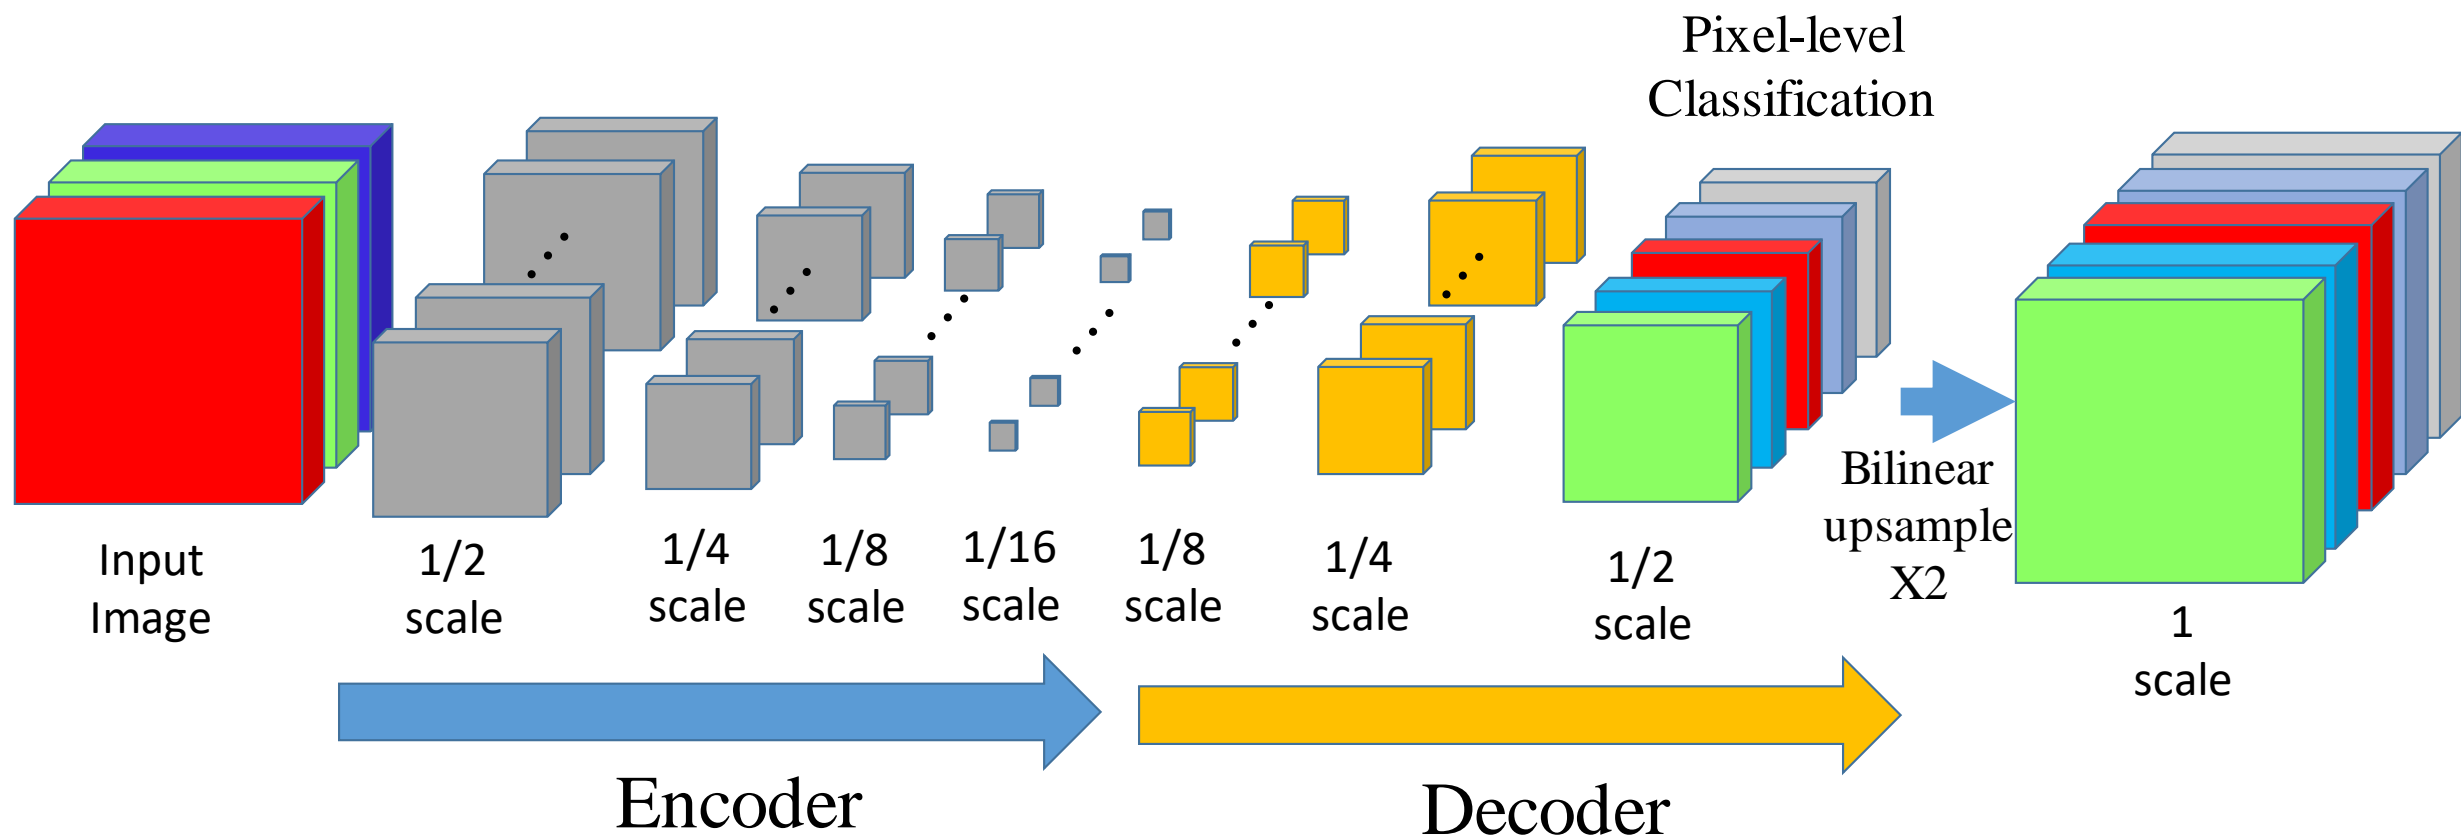 Pixel-level
Classification
Input
Image
1/2
scale
1/4
scale
1/8
scale
1/16
scale
1/8
scale
1/4
scale
1/2
scale
Bilinear
upsample
X2
1
scale
Encoder
Decoder